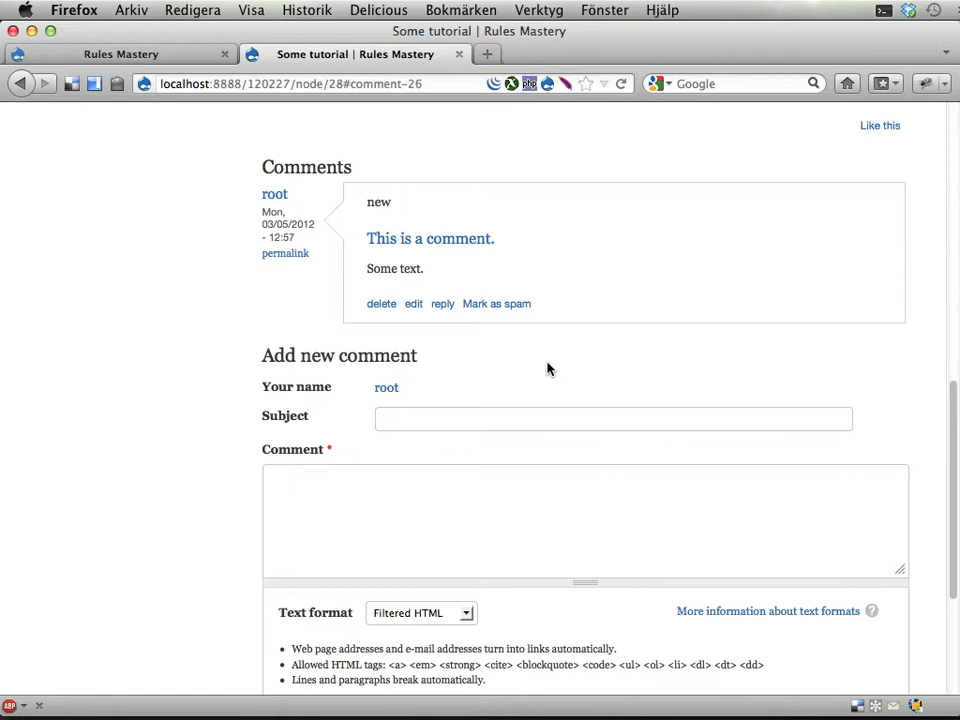 Firefox Arkiv Redigera Visa Historik Delicious Bokmärken Verktyg Fönster Hjälp
Some tutorial | Rules Mastery
Rules Mastery
Some tutorial | Rules Mastery
localhost:8888/120227/node/28#comment-26
php
Google
Like this
Comments
root
Mon,
03/05/2012
- 12:57
permalink
new
This is a comment.
Some text.
delete edit reply Mark as spam
Add new comment
Your name root
Subject
Comment *
Text format Filtered HTML More information about text formats ?
• Web page addresses and e-mail addresses turn into links automatically.
• Allowed HTML tags: <a> <em> <strong> <cite> <blockquote> <code> <ul> <ol> <li> <dl> <dt> <dd>
• Lines and paragraphs break automatically.
ABP